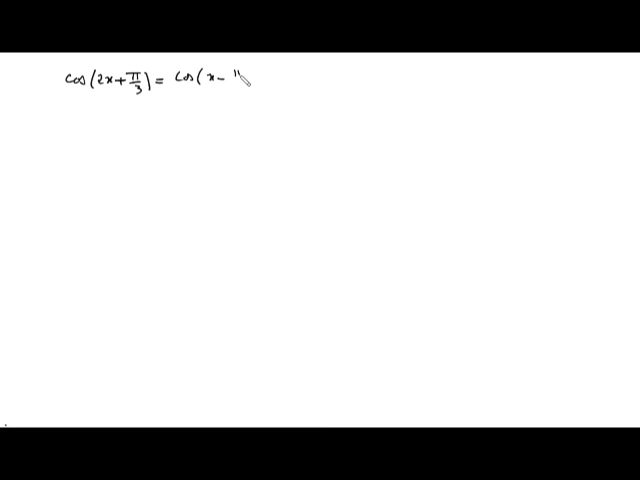 cos(2x+π/3) = cos(x-